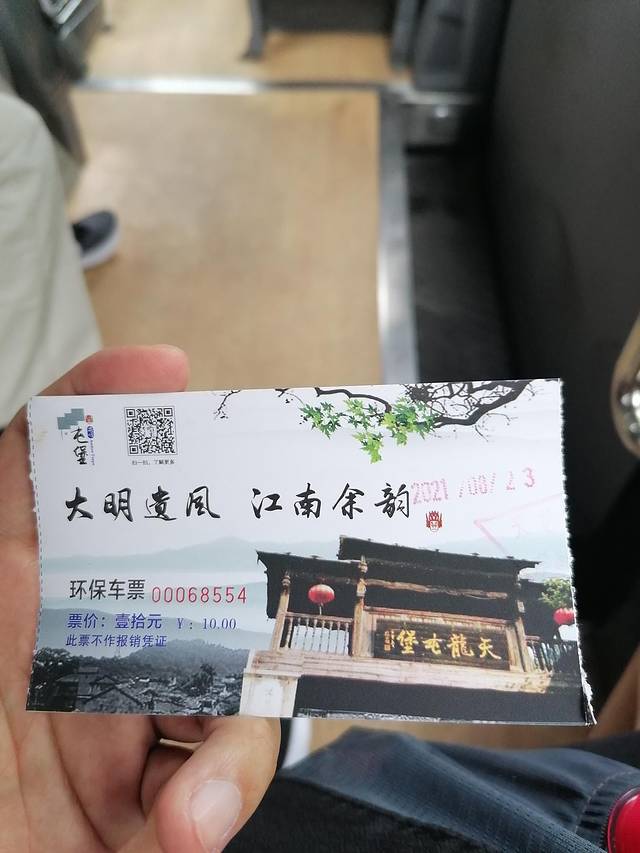 屯堡
扫一扫，了解更多
大明遗风 江南余韵
2021/08/23
环保车票 00068554
票价：壹拾元 ￥：10.00
此票不作报销凭证
天龍屯堡